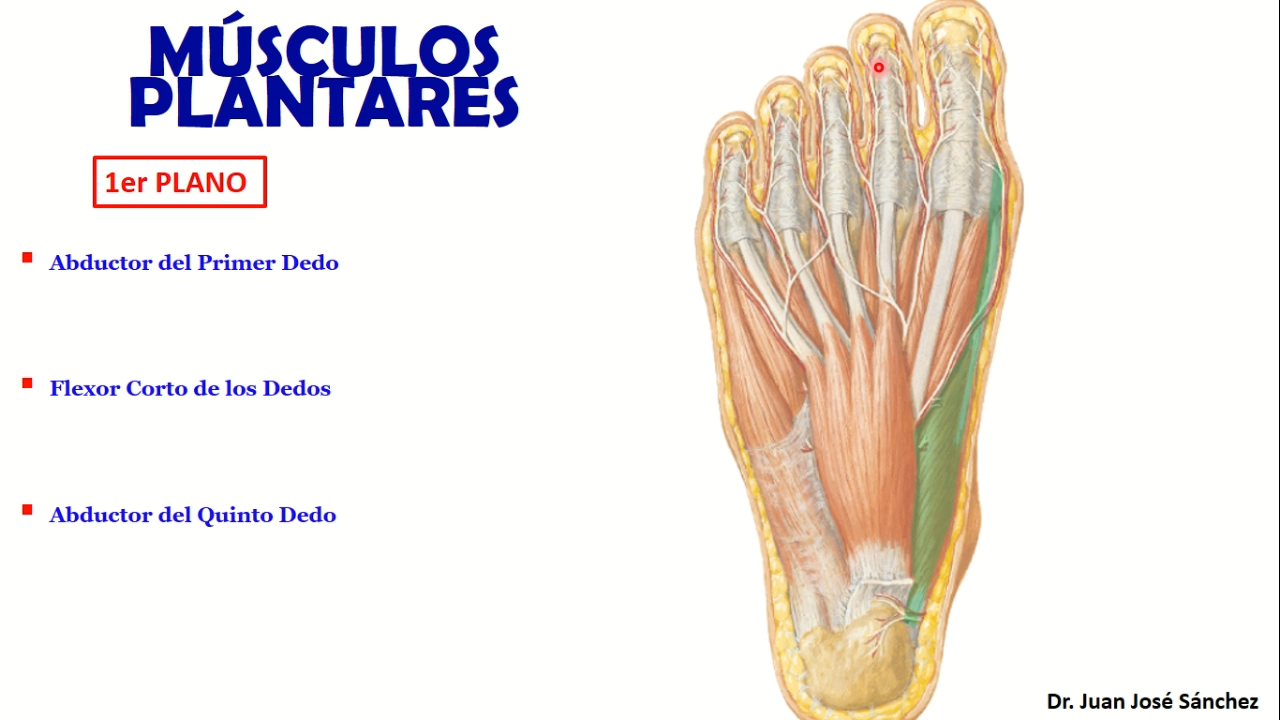 MÚSCULOS
PLANTARES
1er PLANO
Abductor del Primer Dedo
Flexor Corto de los Dedos
Abductor del Quinto Dedo
Dr. Juan José Sánchez